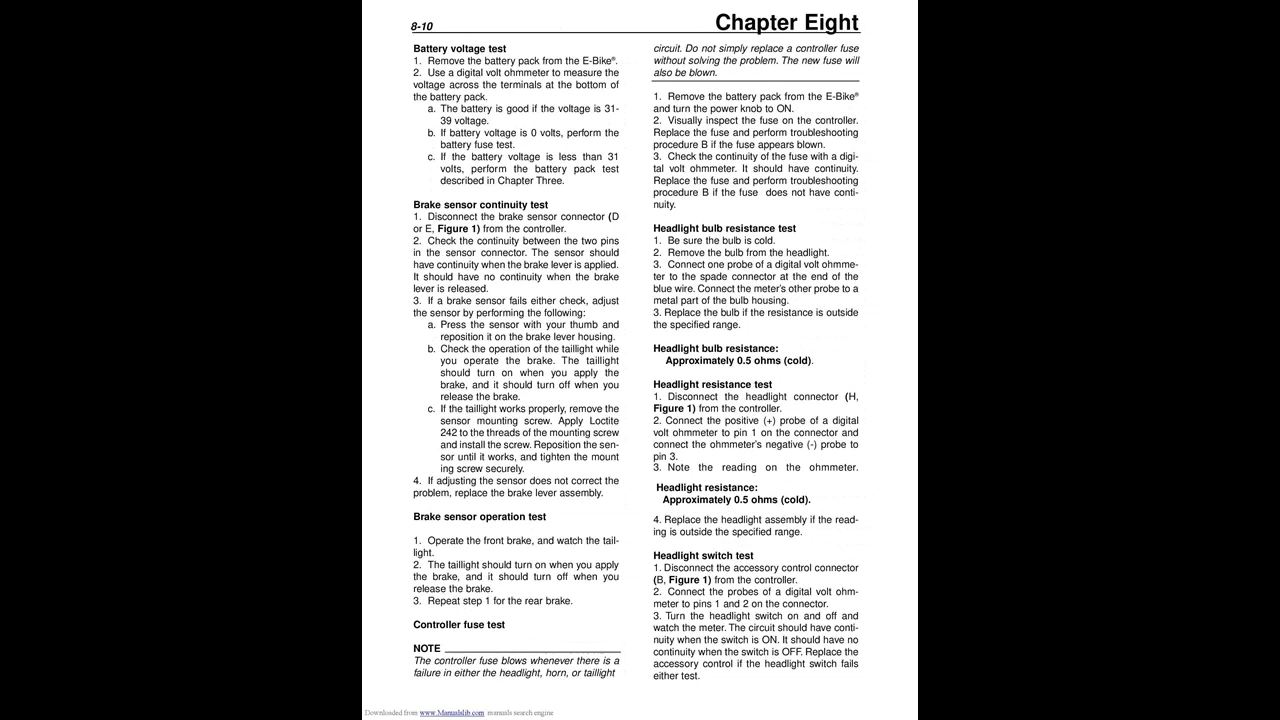 8-10
Chapter Eight
Battery voltage test
1. Remove the battery pack from the E-Bike®.
2. Use a digital volt ohmmeter to measure the
voltage across the terminals at the bottom of
the battery pack.
a. The battery is good if the voltage is 31-
39 voltage.
b. If battery voltage is 0 volts, perform the
battery fuse test.
c. If the battery voltage is less than 31
volts, perform the battery pack test
described in Chapter Three.
Brake sensor continuity test
1. Disconnect the brake sensor connector (D
or E, Figure 1) from the controller.
2. Check the continuity between the two pins
in the sensor connector. The sensor should
have continuity when the brake lever is applied.
It should have no continuity when the brake
lever is released.
3. If a brake sensor fails either check, adjust
the sensor by performing the following:
a. Press the sensor with your thumb and
reposition it on the brake lever housing.
b. Check the operation of the taillight while
you operate the brake. The taillight
should turn on when you apply the
brake, and it should turn off when you
release the brake.
c. If the taillight works properly, remove the
sensor mounting screw. Apply Loctite
242 to the threads of the mounting screw
and install the screw. Reposition the sen-
sor until it works, and tighten the mount
ing screw securely.
4. If adjusting the sensor does not correct the
problem, replace the brake lever assembly.
Brake sensor operation test
1. Operate the front brake, and watch the tail-
light.
2. The taillight should turn on when you apply
the brake, and it should turn off when you
release the brake.
3. Repeat step 1 for the rear brake.
Controller fuse test
NOTE
The controller fuse blows whenever there is a
failure in either the headlight, horn, or taillight
circuit. Do not simply replace a controller fuse
without solving the problem. The new fuse will
also be blown.
1. Remove the battery pack from the E-Bike®
and turn the power knob to ON.
2. Visually inspect the fuse on the controller.
Replace the fuse and perform troubleshooting
procedure B if the fuse appears blown.
3. Check the continuity of the fuse with a digi-
tal volt ohmmeter. It should have continuity.
Replace the fuse and perform troubleshooting
procedure B if the fuse does not have conti-
nuity.
Headlight bulb resistance test
1. Be sure the bulb is cold.
2. Remove the bulb from the headlight.
3. Connect one probe of a digital volt ohmme-
ter to the spade connector at the end of the
blue wire. Connect the meter's other probe to a
metal part of the bulb housing.
3. Replace the bulb if the resistance is outside
the specified range.
Headlight bulb resistance:
Approximately 0.5 ohms (cold).
Headlight resistance test
1. Disconnect the headlight connector (H,
Figure 1) from the controller.
2. Connect the positive (+) probe of a digital
volt ohmmeter to pin 1 on the connector and
connect the ohmmeter's negative (-) probe to
pin 3.
3. Note the reading on the ohmmeter.
Headlight resistance:
Approximately 0.5 ohms (cold).
4. Replace the headlight assembly if the read-
ing is outside the specified range.
Headlight switch test
1. Disconnect the accessory control connector
(B, Figure 1) from the controller.
2. Connect the probes of a digital volt ohm-
meter to pins 1 and 2 on the connector.
3. Turn the headlight switch on and off and
watch the meter. The circuit should have conti-
nuity when the switch is ON. It should have no
continuity when the switch is OFF. Replace the
accessory control if the headlight switch fails
either test.
Downloaded from www.Manualslib.com manuals search engine